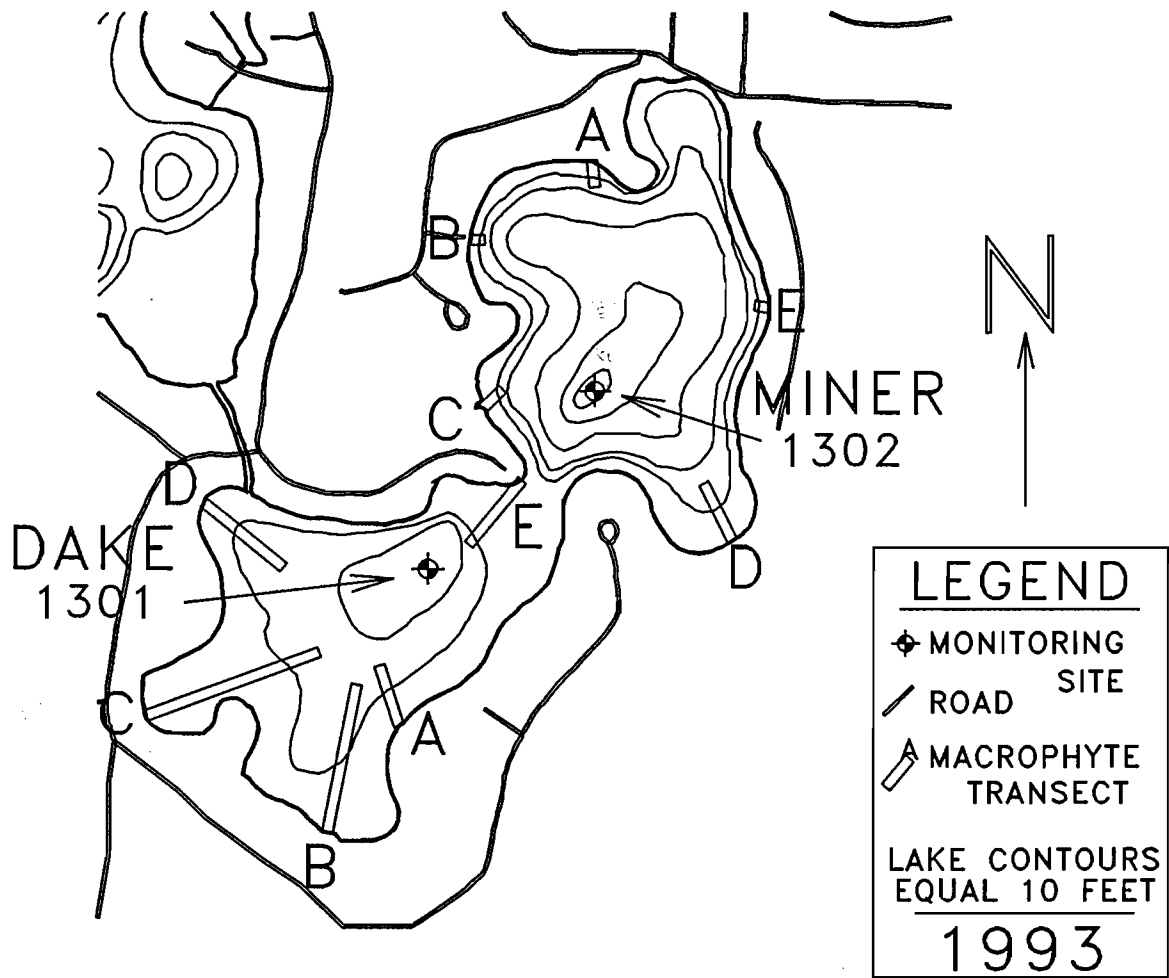 A
B
N
E
MINER
1302
C
D
E
DAKE
1301
D
C
A
B
LEGEND
MONITORING
SITE
ROAD
A
MACROPHYTE
TRANSECT
LAKE CONTOURS
EQUAL 10 FEET
1993